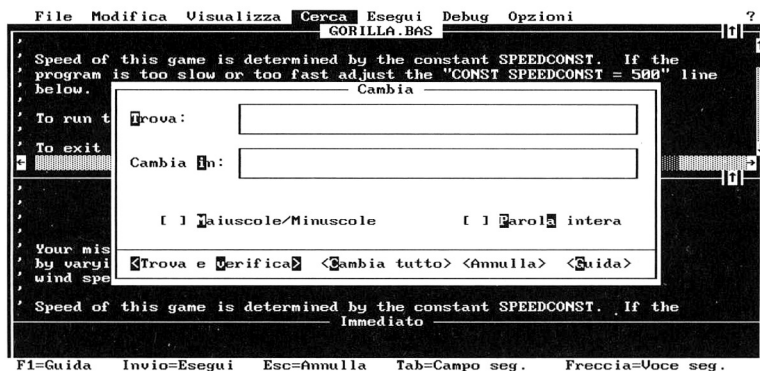 File Modifica Visualizza Cerca Esegui Debug Opzioni ?
GORILLA.BAS
' Speed of this game is determined by the constant SPEEDCONST. If the
' program is too slow or too fast adjust the "CONST SPEEDCONST = 500" line
' below.
Cambia
' To run t
Trova:
' To exit
Cambia in:
[ ] Maiuscole/Minuscole [ ] Parola intera
' Your mis
' by varyi
<Trova e verifica> <Cambia tutto> <Annulla> <Guida>
' wind spe
' Speed of this game is determined by the constant SPEEDCONST. If the
Immediato
F1=Guida Invio=Esegui Esc=Annulla Tab=Campo seg. Freccia=Voce seg.